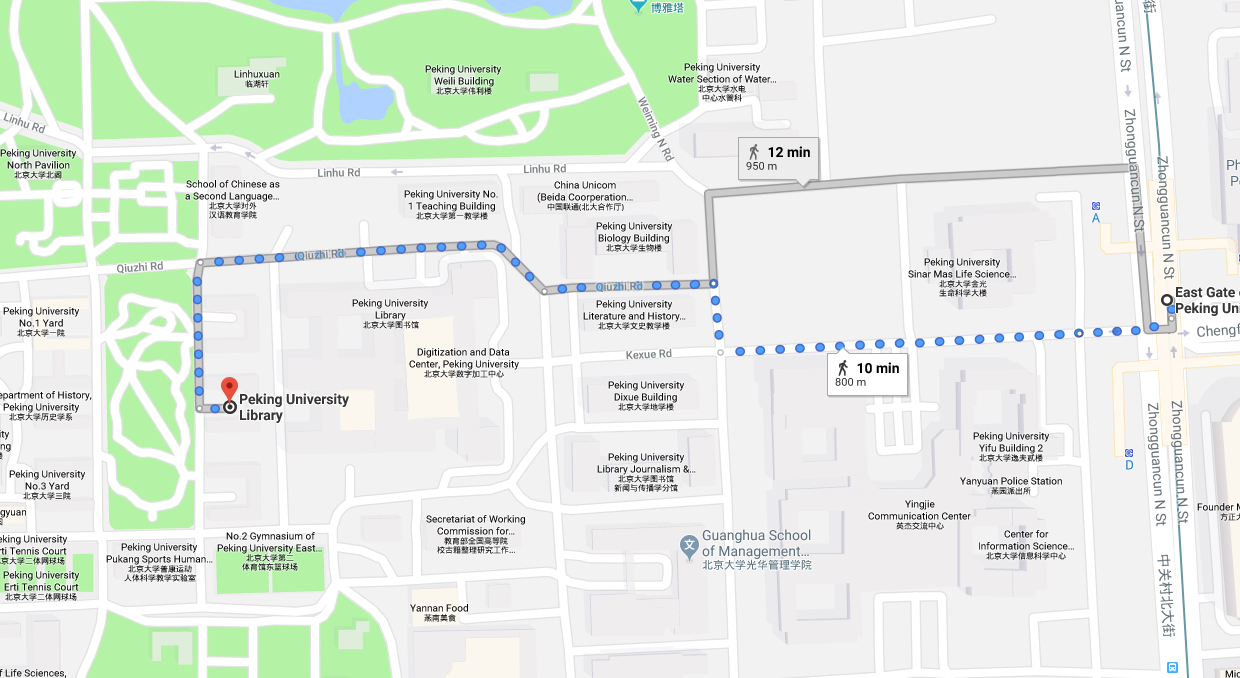 博雅塔
街
Zhongguancun N St
Linhuxuan
临湖轩
Peking University
Weili Building
北京大学伟利楼
Peking University
Water Section of Water...
北京大学水电
中心水管科
Weiming N Rd
Linhu Rd
Zhongguancun N St
Zhongguancun N St
Peking University
North Pavilion
北京大学北阁
12 min
950 m
Linhu Rd
Linhu Rd
School of Chinese as
a Second Language...
北京大学对外
汉语教育学院
Peking University No.
1 Teaching Building
北京大学第一教学楼
China Unicom
(Beida Coorperation...
中国联通(北大合作厅)
A
Peking University
Biology Building
北京大学生物楼
Qiuzhi Rd
Qiuzhi Rd
Peking University
Sinar Mas Life Science...
北京大学金光
生命科学大楼
Qiuzhi Rd
East Gate
Peking Uni
Peking University
No.1 Yard
北京大学一院
Peking University
Library
北京大学图书馆
Peking University
Literature and History...
北京大学文史教学楼
Chengf
Kexue Rd
Digitization and Data
Center, Peking University
北京大学数字加工中心
10 min
800 m
Peking University
Library
epartment of History,
Peking University
北京大学历史学系
Peking University
Dixue Building
北京大学地学楼
Zhongguancun N St
Zhongguancun N St
Peking University
Yifu Building 2
北京大学逸夫贰楼
D
Peking University
No.3 Yard
北京大学三院
Peking University
Library Journalism &...
北京大学图书馆
新闻与传播学分馆
Yanyuan Police Station
燕园派出所
Yingjie
Communication Center
英杰交流中心
Founder M
方正大
Secretariat of Working
Commission for...
教育部全国高等院
校古籍整理研究工作...
Guanghua School
of Management...
北京大学光华管理学院
Center for
Information Science...
北京大学信息科学中心
No.2 Gymnasium of
Peking University East...
北京大学第二
体育馆东篮球场
Peking University
Pukang Sports Human...
北京大学蒲康运动
人体科学教学实验室
eking University
rti Tennis Court
京大学二体网球场
Peking University
Erti Tennis Court
北京大学二体网球场
中关村北大街
Yannan Food
燕南美食
f Life Sciences,
Mic